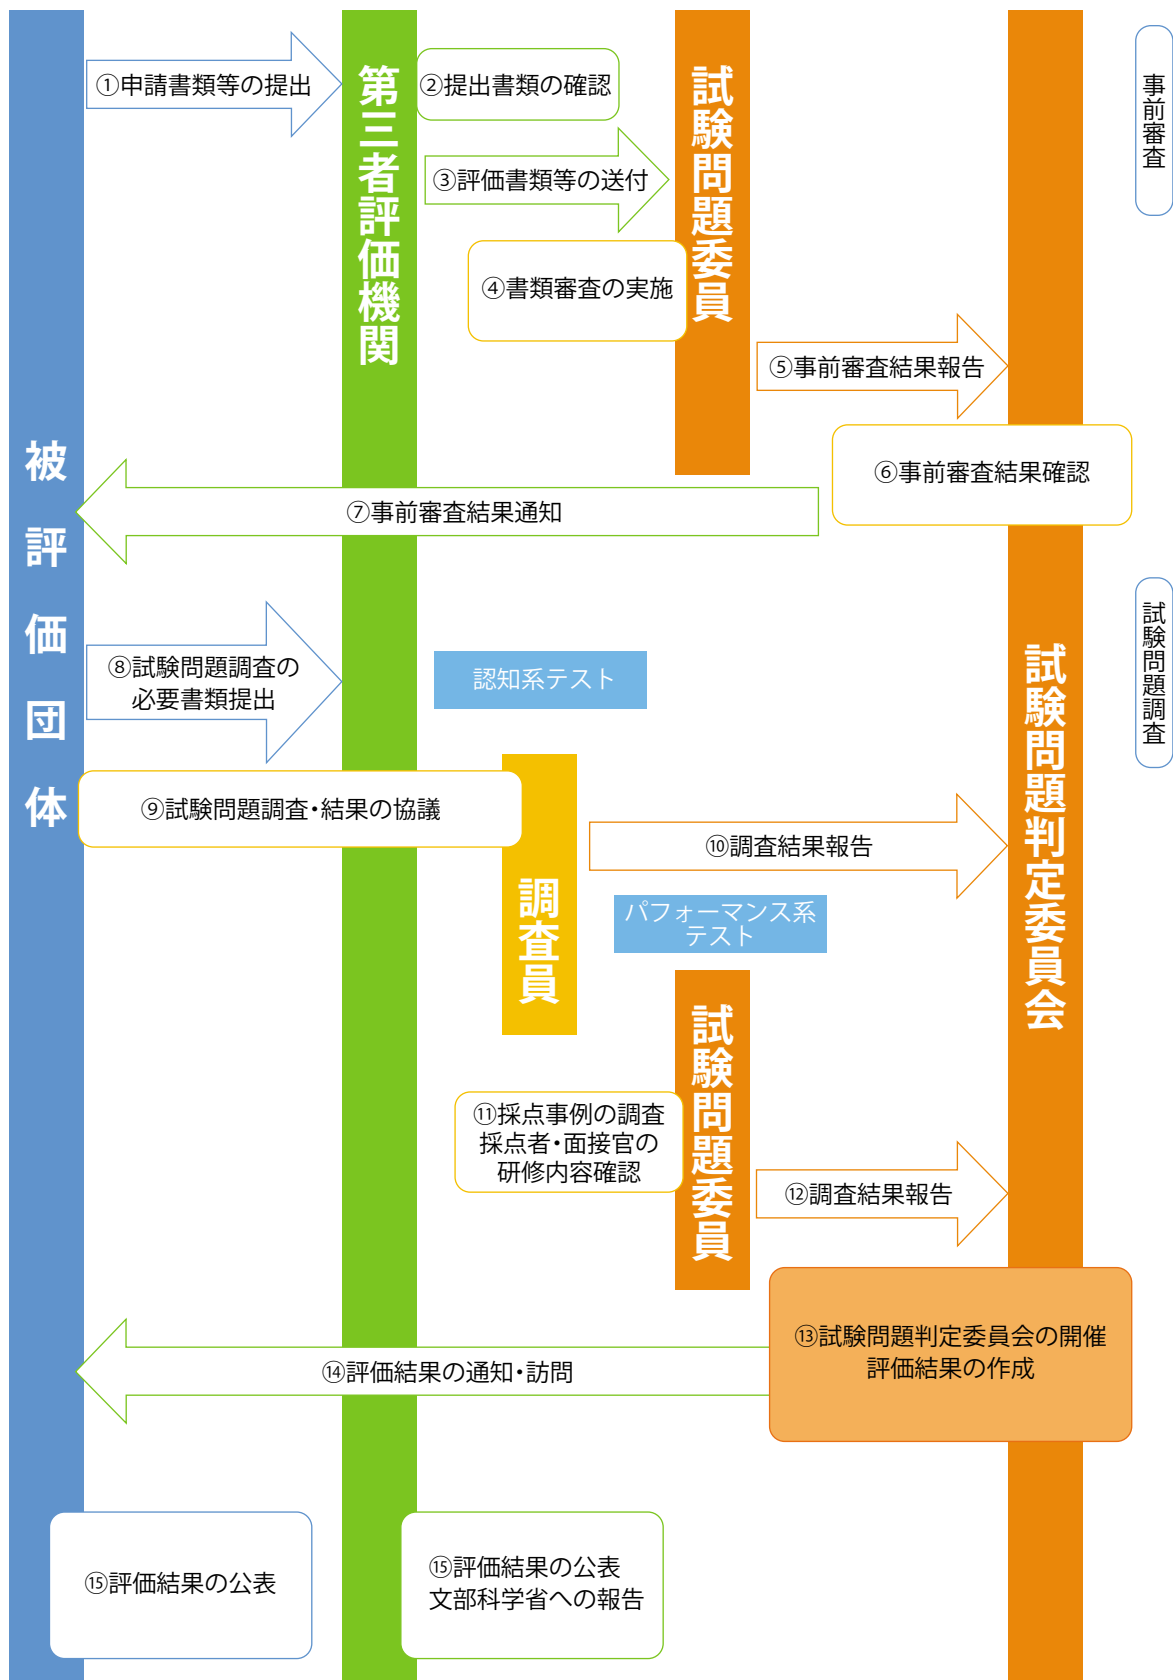 ①申請書類等の提出
第三者評価機関
②提出書類の確認
試験問題委員
事前審査
③評価書類等の送付
④書類審査の実施
⑤事前審査結果報告
⑥事前審査結果確認
被評価団体
⑦事前審査結果通知
試験問題調査
⑧試験問題調査の
必要書類提出
認知系テスト
試験問題判定委員会
⑨試験問題調査・結果の協議
⑩調査結果報告
調査員
パフォーマンス系
テスト
試験問題委員
⑪採点事例の調査
採点者・面接官の
研修内容確認
⑫調査結果報告
⑬試験問題判定委員会の開催
評価結果の作成
⑭評価結果の通知・訪問
⑮評価結果の公表
⑮評価結果の公表
文部科学省への報告